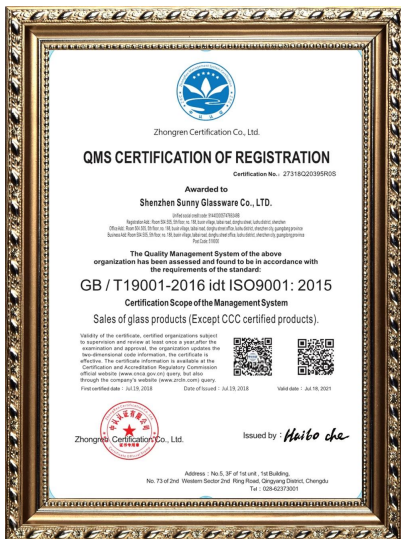 Zhongren Certification Co., Ltd.
QMS CERTIFICATION OF REGISTRATION
Certification No.: 27318Q20395R0S
Awarded to
Shenzhen Sunny Glassware Co., LTD.
The Quality Management System of the above
organization has been assessed and found to be in accordance with
the requirements of the standard:
GB / T19001-2016 idt ISO9001: 2015
Certification Scope of the Management System
Sales of glass products (Except CCC certified products).
Validity of the certificate, certified organizations subject
to supervision and review at least once a year,after the
examination and approval, the organization updates the
two-dimensional code information, the certificate is
effective. The certificate information is available at the
Certification and Accreditation Regulatory Commission
official website (www.cnca.gov.cn) query, but also
through the company's website (www.zrclm.com) query.
First certified date : Jul.19, 2018 Date of Issued : Jul.19, 2018 Valid date : Jul.18, 2021
Zhongren Certification Co., Ltd.
Issued by : Haibo che
Address : No.5, 3F of 1st unit , 1st Building,
No. 73 of 2nd Western Sector 2nd Ring Road, Qingyang District, Chengdu
Tel : 028-62373001